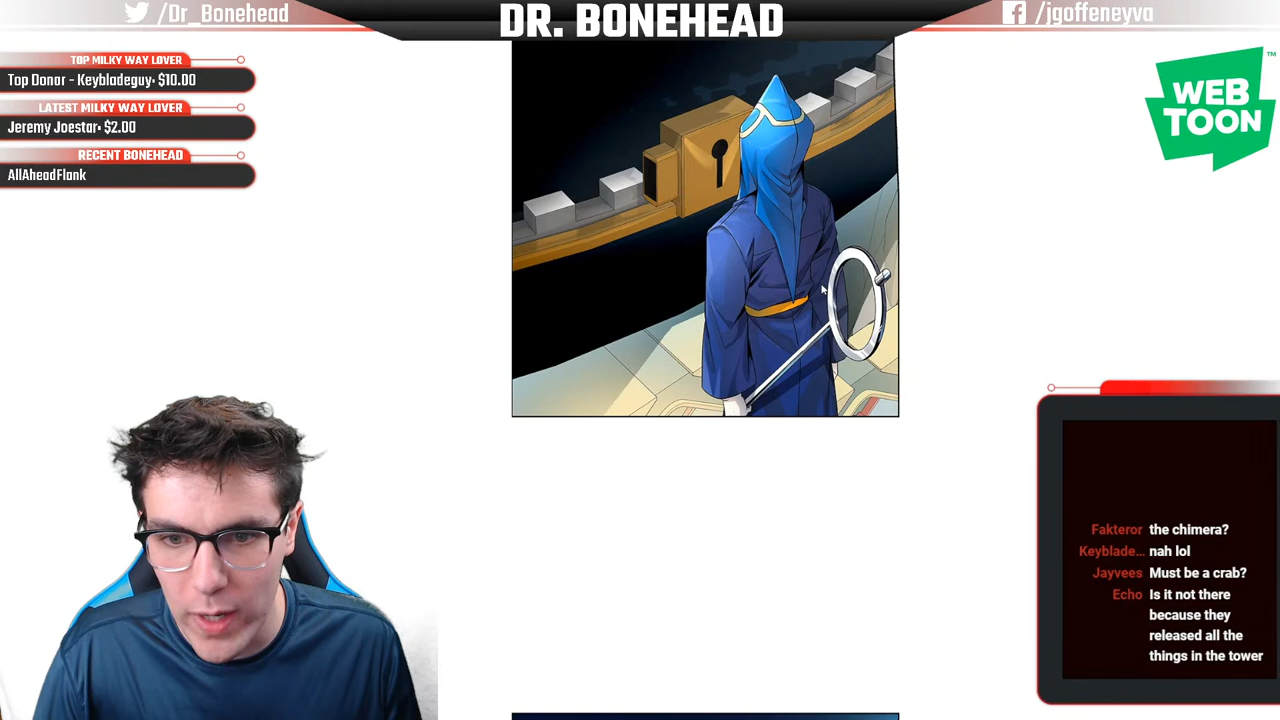 /Dr_Bonehead
DR. BONEHEAD
/jgoffeneyva
TOP MILKY WAY LOVER
Top Donor - Keybladeguy: $10.00
LATEST MILKY WAY LOVER
Jeremy Joestar: $2.00
RECENT BONEHEAD
AllAheadFlank
WEB
TOON
TM
Fakteror the chimera?
Keyblade... nah lol
Jayvees Must be a crab?
Echo Is it not there
because they
released all the
things in the tower